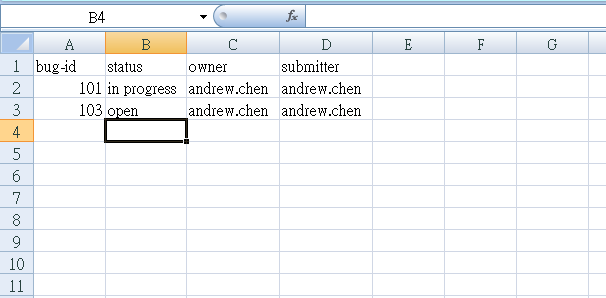 B4 fx
A B C D E F G
1 bug-id status owner submitter
2 101 in progress andrew.chen andrew.chen
3 103 open andrew.chen andrew.chen
4
5
6
7
8
9
10
11